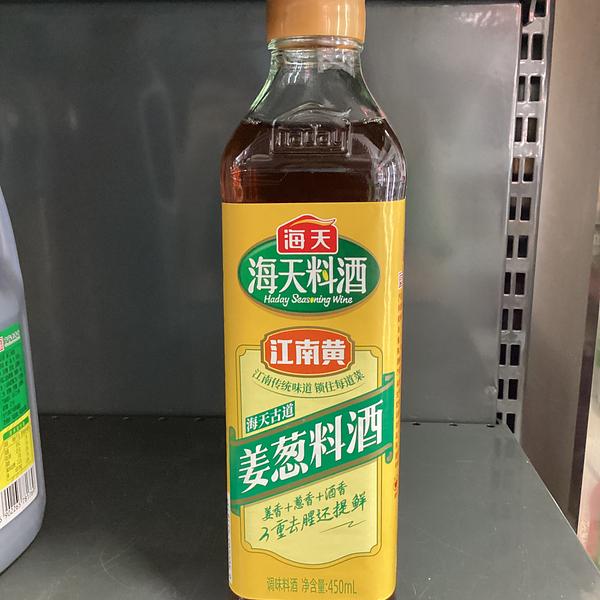 Haday
海天
海天料酒
Haday Seasoning Wine
江南黄
江南传统味道 锁住每道菜
海天古道
姜葱料酒
姜香+葱香+酒香
3重去腥还提鲜
调味料酒 净含量:450mL